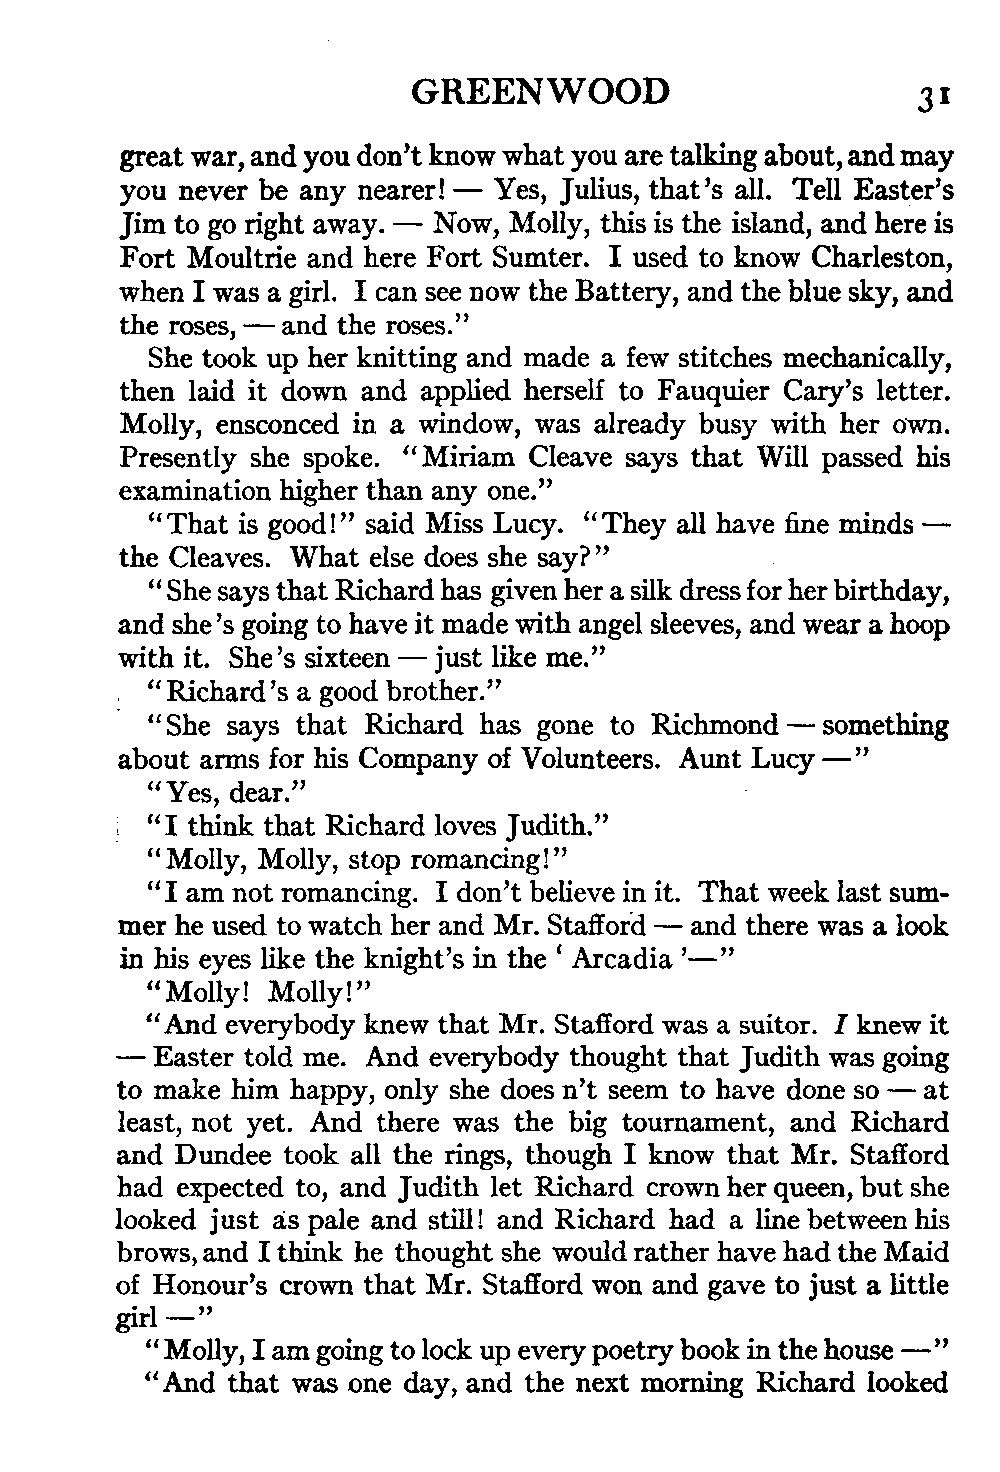 GREENWOOD 31
great war, and you don't know what you are talking about, and may
you never be any nearer! — Yes, Julius, that's all. Tell Easter's
Jim to go right away. — Now, Molly, this is the island, and here is
Fort Moultrie and here Fort Sumter. I used to know Charleston,
when I was a girl. I can see now the Battery, and the blue sky, and
the roses, — and the roses."
She took up her knitting and made a few stitches mechanically,
then laid it down and applied herself to Fauquier Cary's letter.
Molly, ensconced in a window, was already busy with her own.
Presently she spoke. "Miriam Cleave says that Will passed his
examination higher than any one."
"That is good!" said Miss Lucy. "They all have fine minds —
the Cleaves. What else does she say?"
"She says that Richard has given her a silk dress for her birthday,
and she's going to have it made with angel sleeves, and wear a hoop
with it. She's sixteen — just like me."
"Richard's a good brother."
"She says that Richard has gone to Richmond — something
about arms for his Company of Volunteers. Aunt Lucy —"
"Yes, dear."
"I think that Richard loves Judith."
"Molly, Molly, stop romancing!"
"I am not romancing. I don't believe in it. That week last sum-
mer he used to watch her and Mr. Stafford — and there was a look
in his eyes like the knight's in the ' Arcadia '—"
"Molly! Molly!"
"And everybody knew that Mr. Stafford was a suitor. I knew it
— Easter told me. And everybody thought that Judith was going
to make him happy, only she does n't seem to have done so — at
least, not yet. And there was the big tournament, and Richard
and Dundee took all the rings, though I know that Mr. Stafford
had expected to, and Judith let Richard crown her queen, but she
looked just as pale and still! and Richard had a line between his
brows, and I think he thought she would rather have had the Maid
of Honour's crown that Mr. Stafford won and gave to just a little
girl —"
"Molly, I am going to lock up every poetry book in the house —"
"And that was one day, and the next morning Richard looked